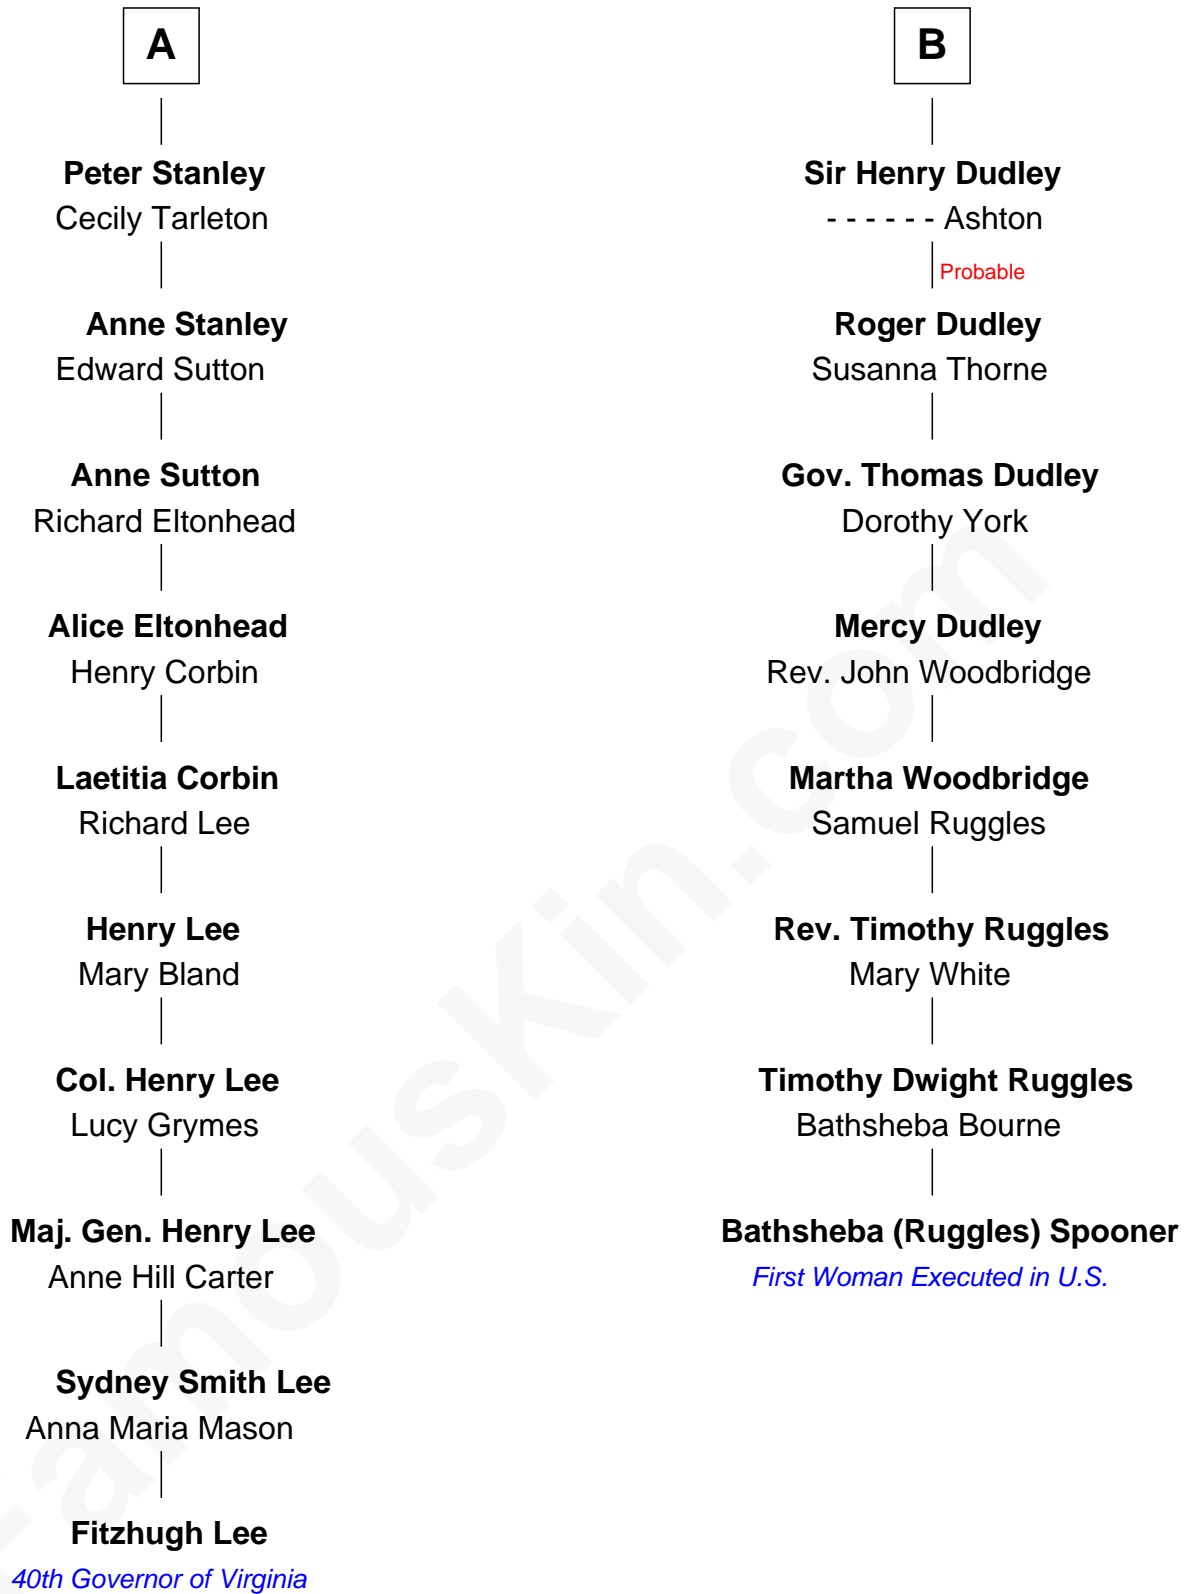 A
Peter Stanley
Cecily Tarleton
Anne Stanley
Edward Sutton
Anne Sutton
Richard Eltonhead
Alice Eltonhead
Henry Corbin
Laetitia Corbin
Richard Lee
Henry Lee
Mary Bland
Col. Henry Lee
Lucy Grymes
Maj. Gen. Henry Lee
Anne Hill Carter
Sydney Smith Lee
Anna Maria Mason
Fitzhugh Lee
40th Governor of Virginia
B
Sir Henry Dudley
- - - - - - Ashton
Probable
Roger Dudley
Susanna Thorne
Gov. Thomas Dudley
Dorothy York
Mercy Dudley
Rev. John Woodbridge
Martha Woodbridge
Samuel Ruggles
Rev. Timothy Ruggles
Mary White
Timothy Dwight Ruggles
Bathsheba Bourne
Bathsheba (Ruggles) Spooner
First Woman Executed in U.S.
FamousKin.com